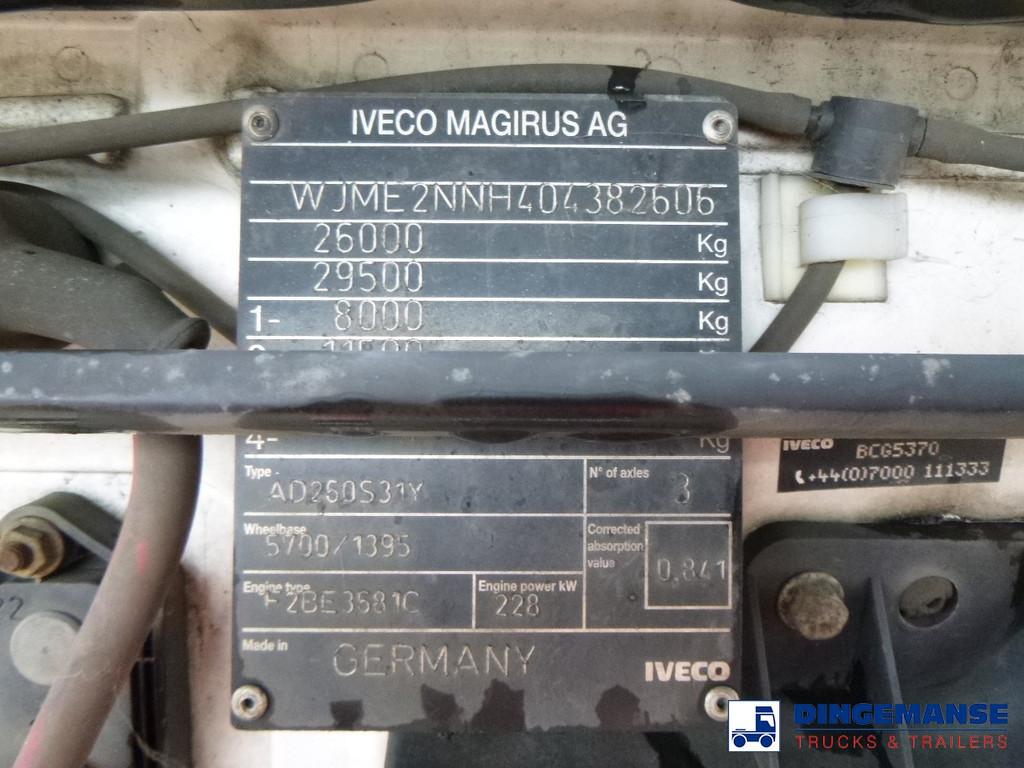 IVECO MAGIRUS AG
WJME2NNH404382606
26000 Kg
29500 Kg
1- 8000 Kg
4- Kg
Type AD260S31Y
N° of axles 3
Wheelbase 5700/1395
Corrected absorption value 0.841
Engine type F2BE3681C
Engine power kW 228
Made in GERMANY
IVECO
IVECO BCG5370
+44(0)7000 111333
22
DINGEMANSE
TRUCKS & TRAILERS